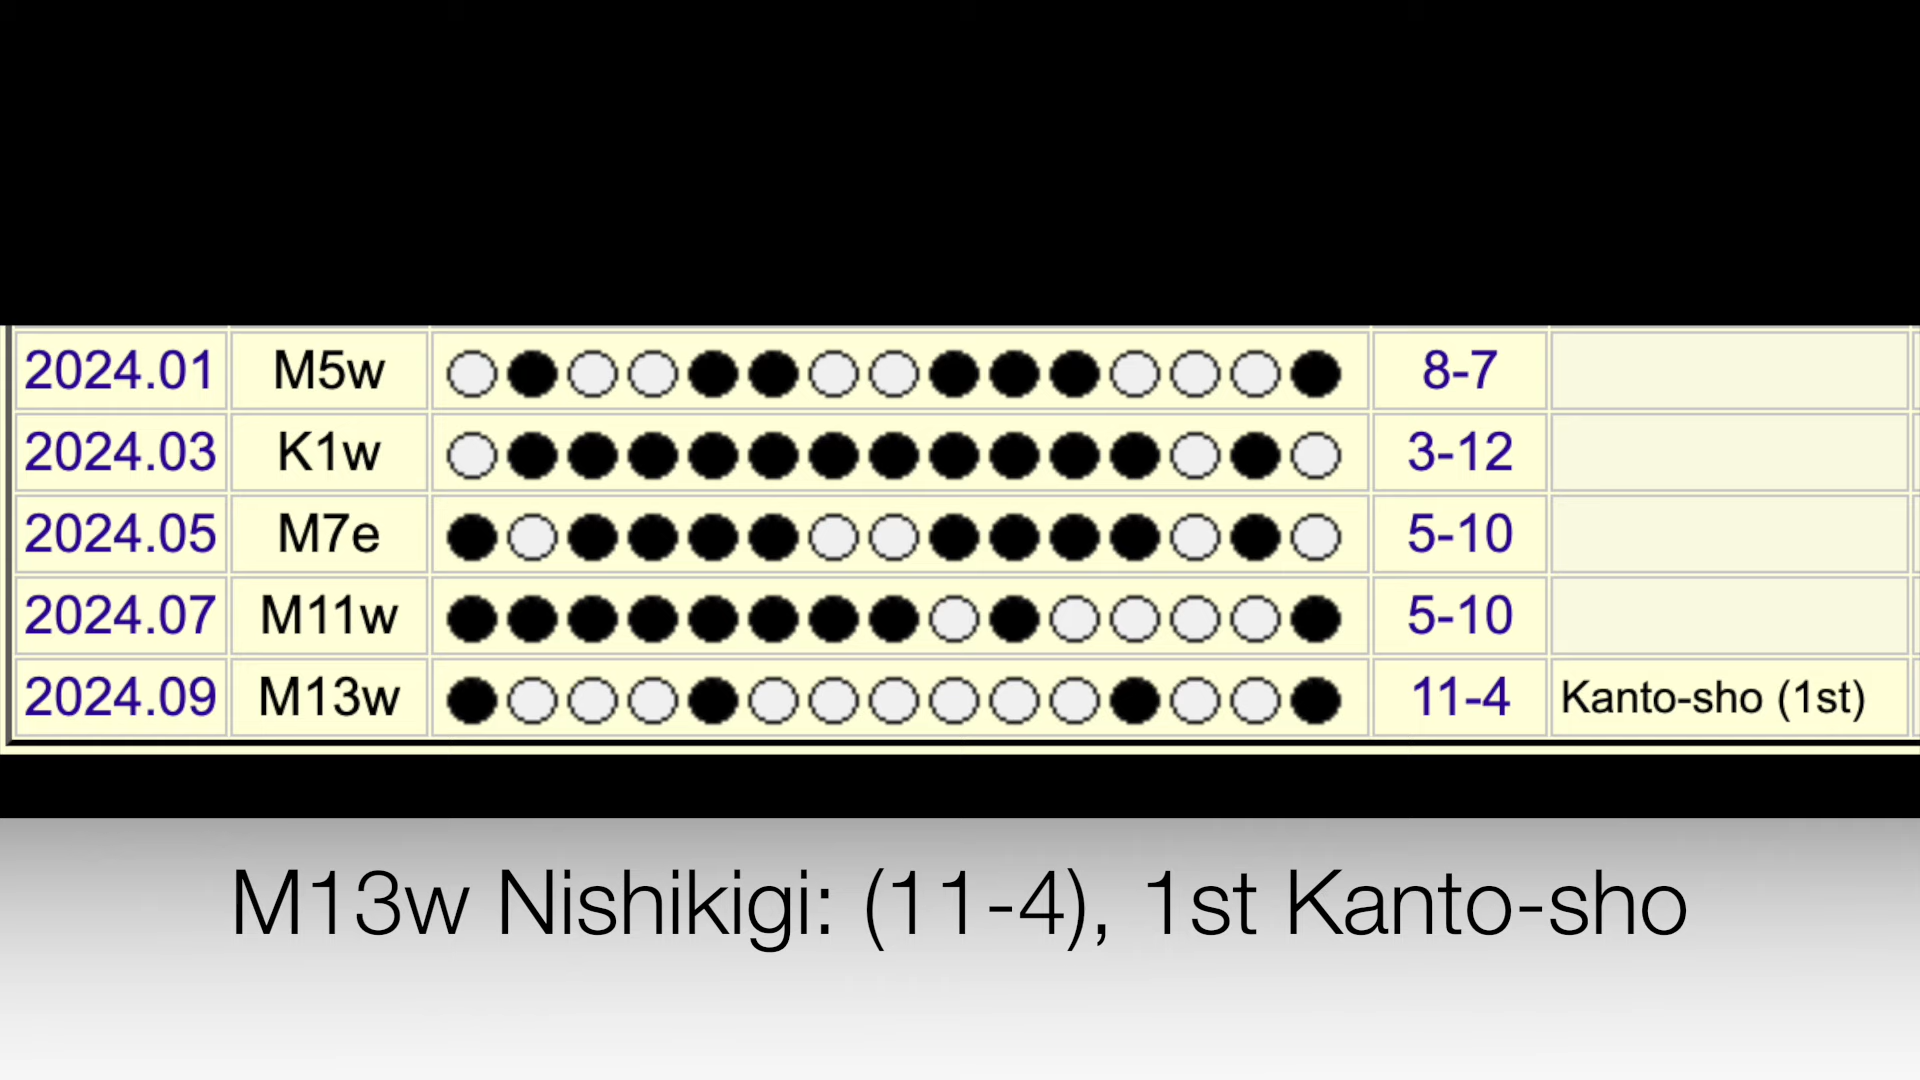 2024.01 M5w 8-7
2024.03 K1w 3-12
2024.05 M7e 5-10
2024.07 M11w 5-10
2024.09 M13w 11-4 Kanto-sho (1st)
M13w Nishikigi: (11-4), 1st Kanto-sho